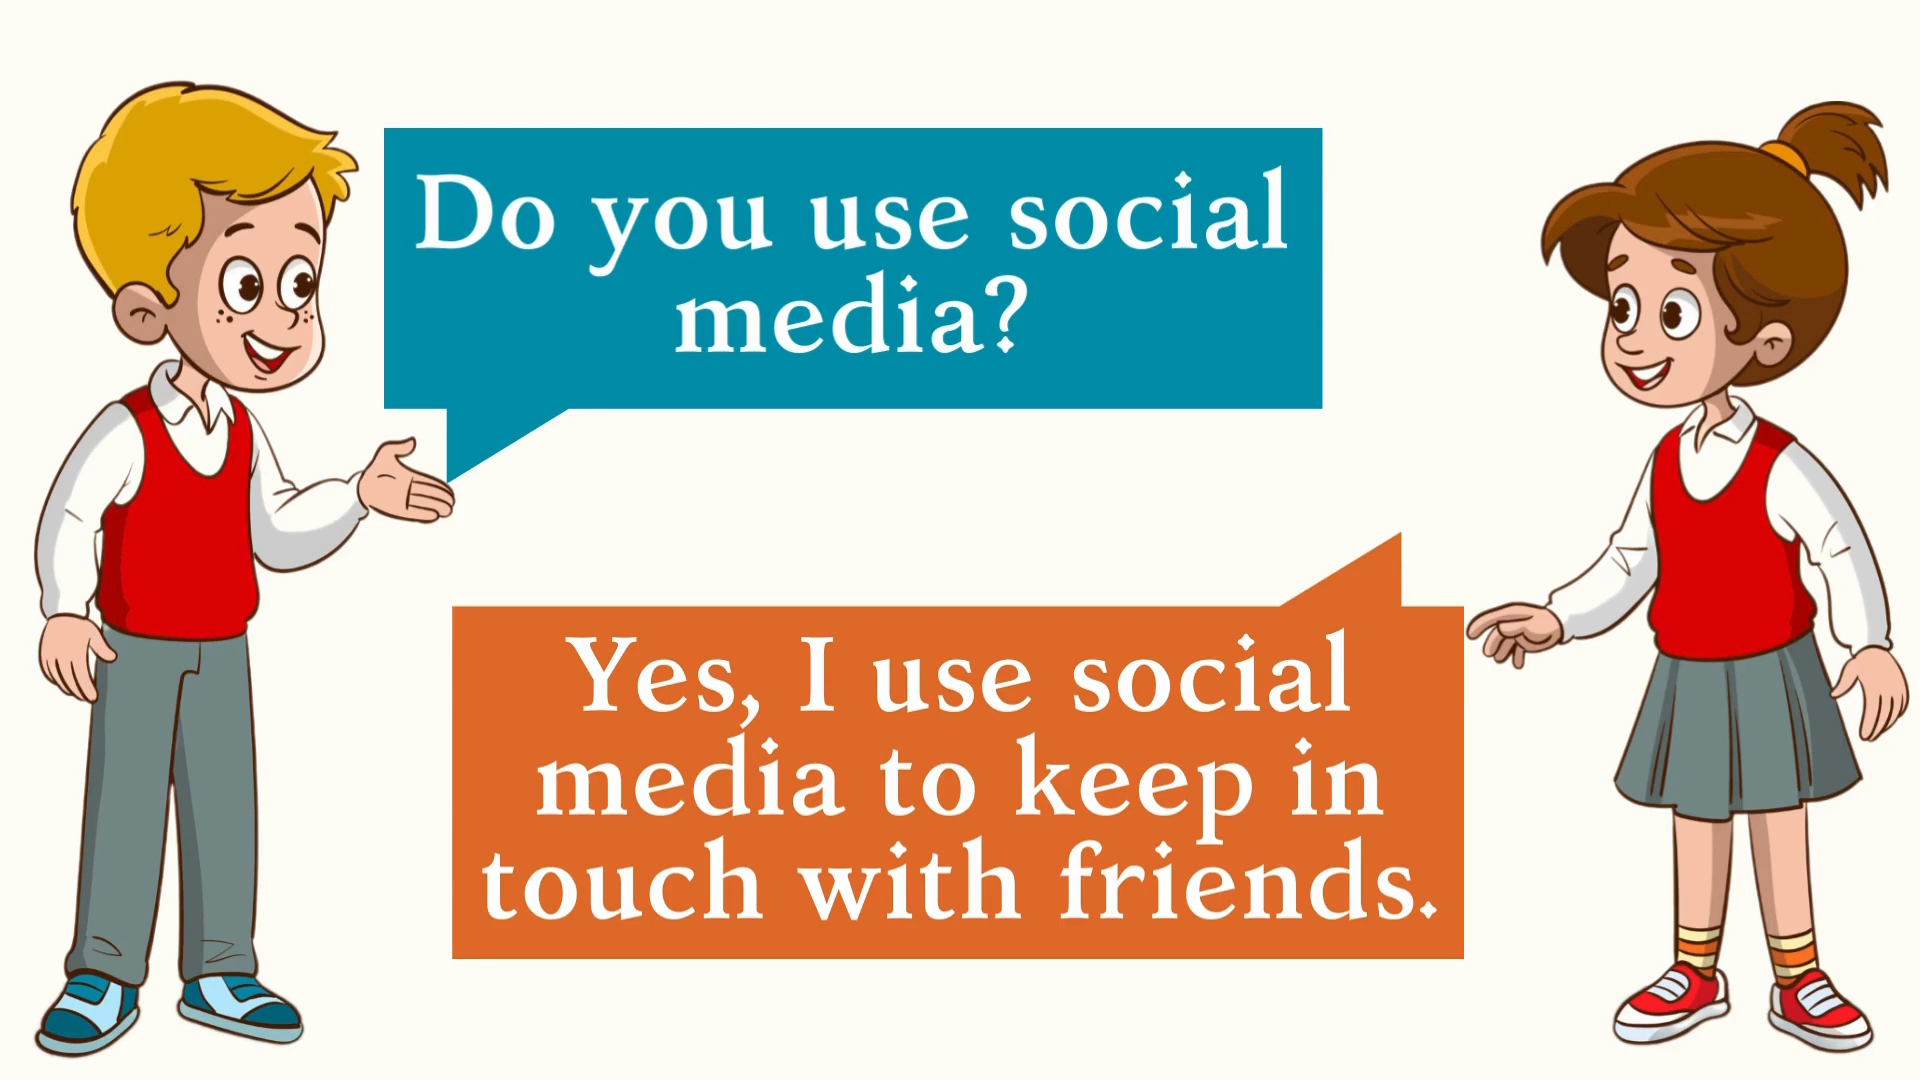 Do you use social
media?
Yes, I use social
media to keep in
touch with friends.